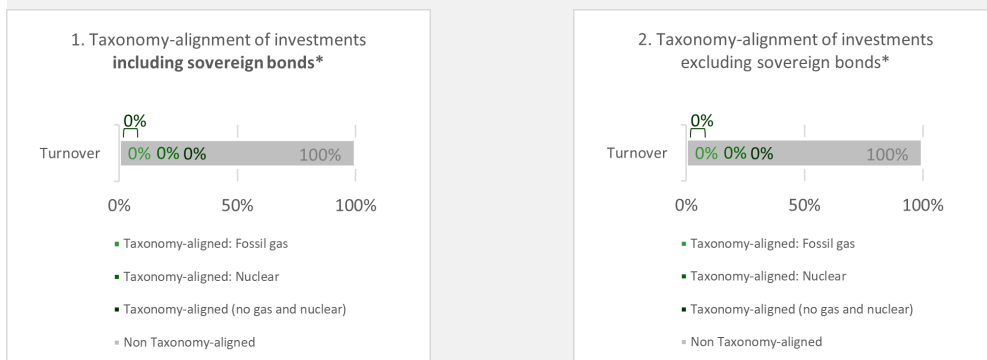 1. Taxonomy-alignment of investments
including sovereign bonds*
0%
Turnover
0% 0% 0% 100%
0% 50% 100%
Taxonomy-aligned: Fossil gas
Taxonomy-aligned: Nuclear
Taxonomy-aligned (no gas and nuclear)
Non Taxonomy-aligned
2. Taxonomy-alignment of investments
excluding sovereign bonds*
0%
Turnover
0% 0% 0% 100%
0% 50% 100%
Taxonomy-aligned: Fossil gas
Taxonomy-aligned: Nuclear
Taxonomy-aligned (no gas and nuclear)
Non Taxonomy-aligned